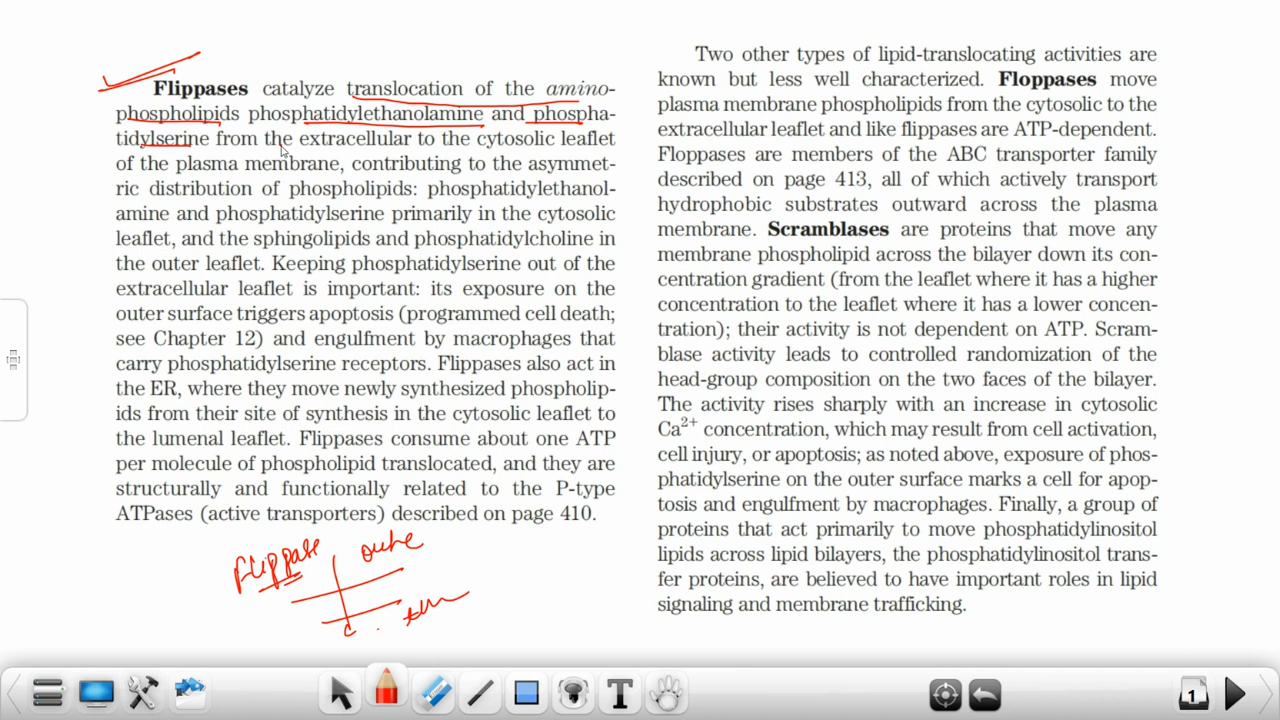 Flippases catalyze translocation of the amino-
phospholipids phosphatidylethanolamine and phospha-
tidylserine from the extracellular to the cytosolic leaflet
of the plasma membrane, contributing to the asymmet-
ric distribution of phospholipids: phosphatidylethanol-
amine and phosphatidylserine primarily in the cytosolic
leaflet, and the sphingolipids and phosphatidylcholine in
the outer leaflet. Keeping phosphatidylserine out of the
extracellular leaflet is important: its exposure on the
outer surface triggers apoptosis (programmed cell death;
see Chapter 12) and engulfment by macrophages that
carry phosphatidylserine receptors. Flippases also act in
the ER, where they move newly synthesized phospholip-
ids from their site of synthesis in the cytosolic leaflet to
the lumenal leaflet. Flippases consume about one ATP
per molecule of phospholipid translocated, and they are
structurally and functionally related to the P-type
ATPases (active transporters) described on page 410.
flippase
Two other types of lipid-translocating activities are
known but less well characterized. Floppases move
plasma membrane phospholipids from the cytosolic to the
extracellular leaflet and like flippases are ATP-dependent.
Floppases are members of the ABC transporter family
described on page 413, all of which actively transport
hydrophobic substrates outward across the plasma
membrane. Scramblases are proteins that move any
membrane phospholipid across the bilayer down its con-
centration gradient (from the leaflet where it has a higher
concentration to the leaflet where it has a lower concen-
tration); their activity is not dependent on ATP. Scram-
blase activity leads to controlled randomization of the
head-group composition on the two faces of the bilayer.
The activity rises sharply with an increase in cytosolic
Ca2+ concentration, which may result from cell activation,
cell injury, or apoptosis; as noted above, exposure of phos-
phatidylserine on the outer surface marks a cell for apop-
tosis and engulfment by macrophages. Finally, a group of
proteins that act primarily to move phosphatidylinositol
lipids across lipid bilayers, the phosphatidylinositol trans-
fer proteins, are believed to have important roles in lipid
signaling and membrane trafficking.
T
1